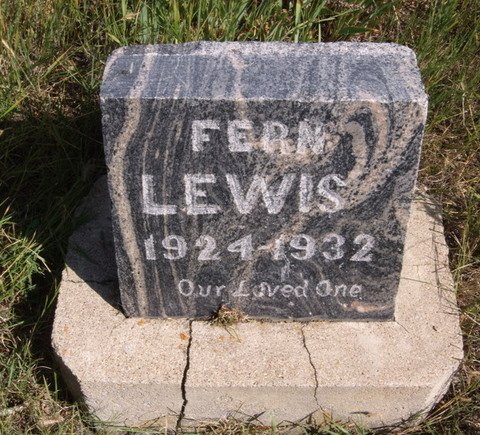 FERN
LEWIS
1924-1932
Our Loved One